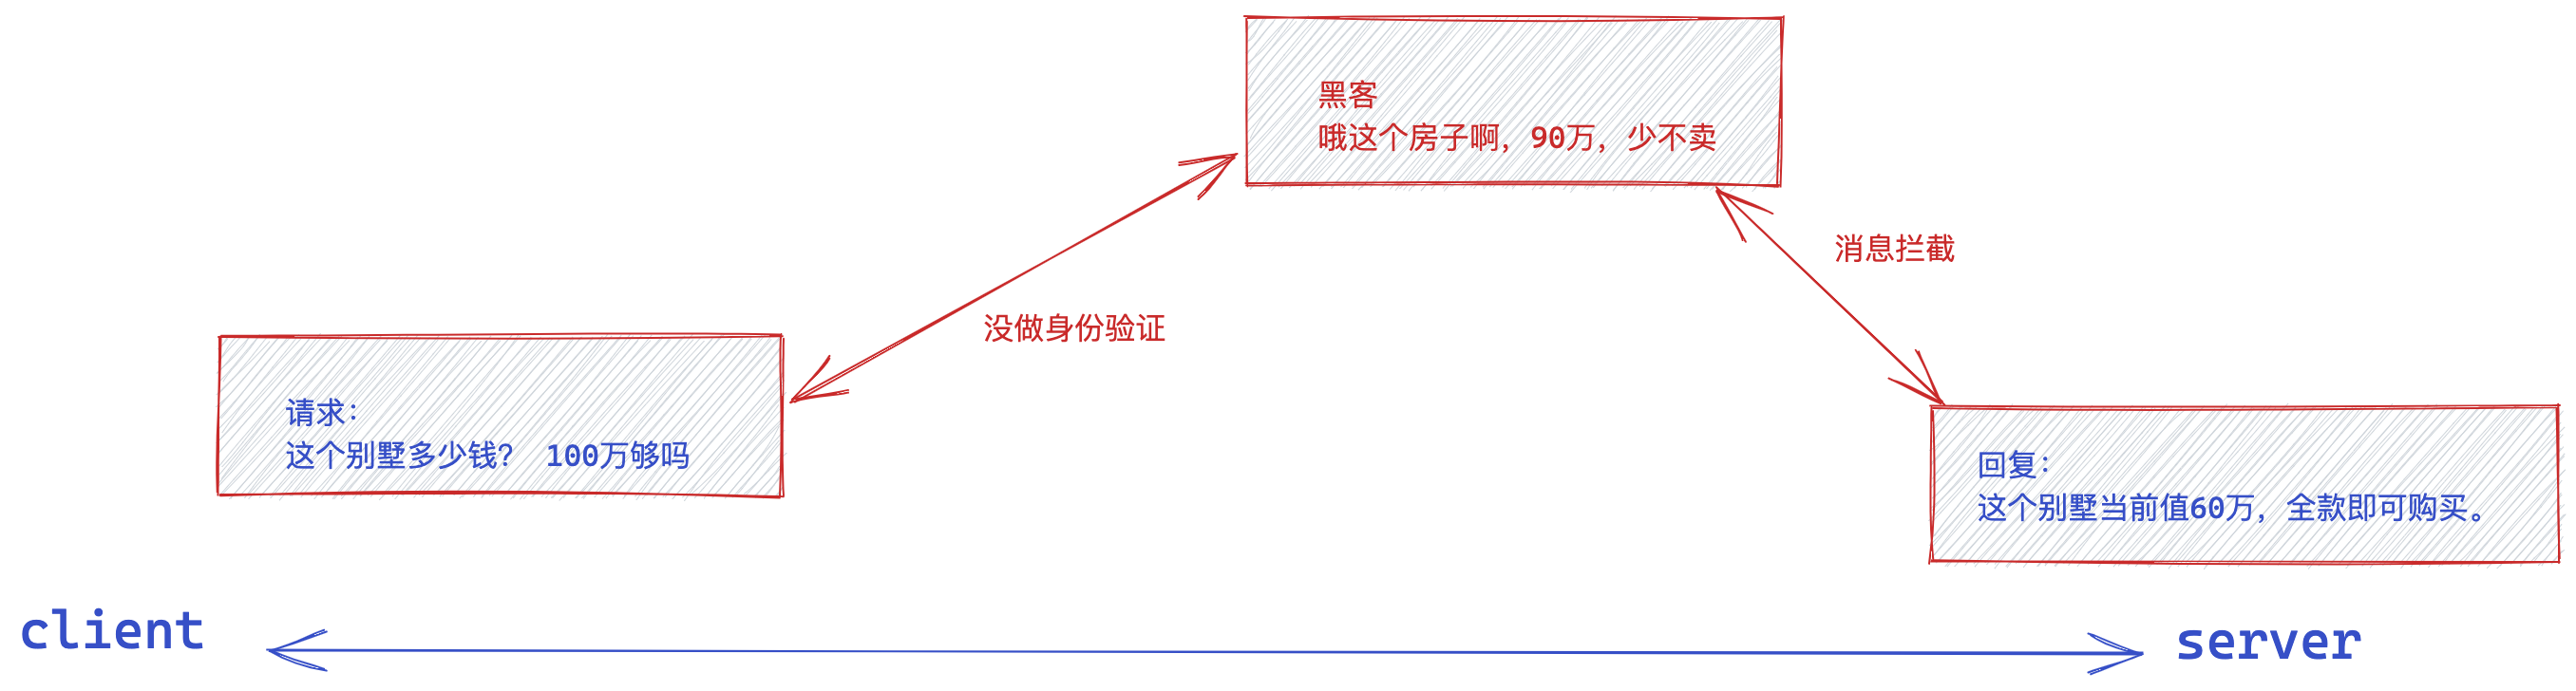 黑客
哦这个房子啊，90万，少不卖
消息拦截
没做身份验证
请求：
这个别墅多少钱？ 100万够吗
回复：
这个别墅当前值60万，全款即可购买。
client
server